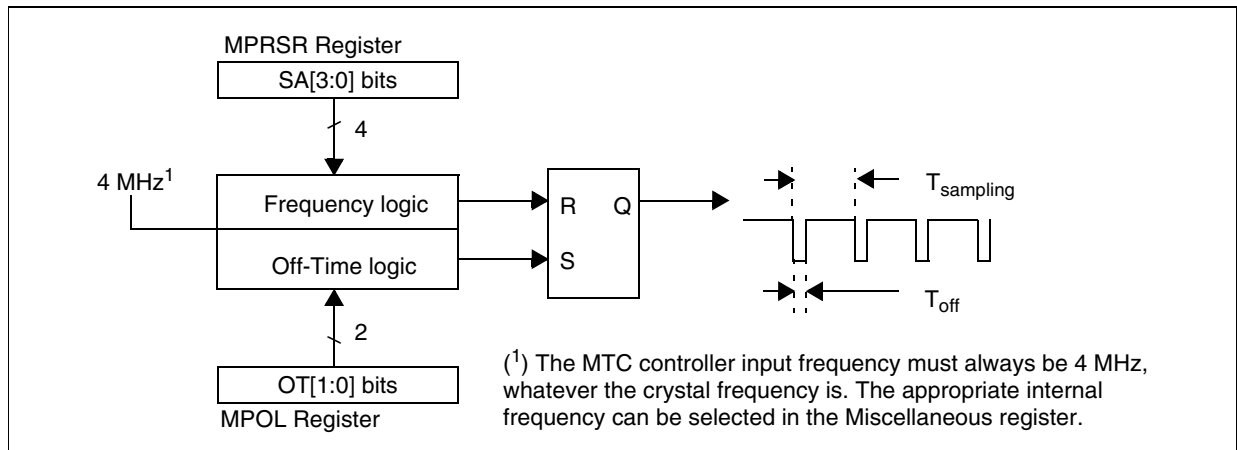 MPRSR Register
SA[3:0] bits
4
4 MHz¹
Frequency logic
Off-Time logic
R
Q
S
T_sampling
T_off
2
OT[1:0] bits
MPOL Register
(¹) The MTC controller input frequency must always be 4 MHz,
whatever the crystal frequency is. The appropriate internal
frequency can be selected in the Miscellaneous register.